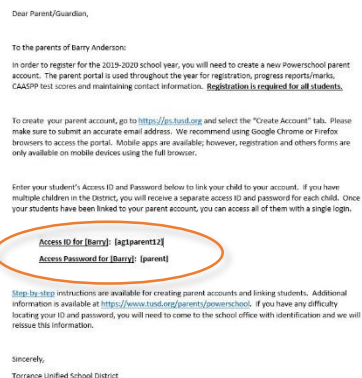 Dear Parent/Guardian,
To the parents of Barry Anderson:
In order to register for the 2019-2020 school year, you will need to create a new Powerschool parent
account. The parent portal is used throughout the year for registration, progress reports/marks,
CAASPP test scores and maintaining contact information. Registration is required for all students.
To create your parent account, go to https://ps.tusd.org and select the "Create Account" tab. Please
make sure to submit an accurate email address. We recommend using Google Chrome or Firefox
browsers to access the portal. Mobile apps are available; however, registration and others forms are
only available on mobile devices using the full browser.
Enter your student's Access ID and Password below to link your child to your account. If you have
multiple children in the District, you will receive a separate access ID and password for each child. Once
your students have been linked to your parent account, you can access all of them with a single login.
Access ID for [Barry]: [ag1parent12]
Access Password for [Barry]: [parent]
Step-by-step instructions are available for creating parent accounts and linking students. Additional
information is available at https://www.tusd.org/parents/powerschool. If you have any difficulty
locating your ID and password, you will need to come to the school office with identification and we will
reissue this information.
Sincerely,
Torrance Unified School District